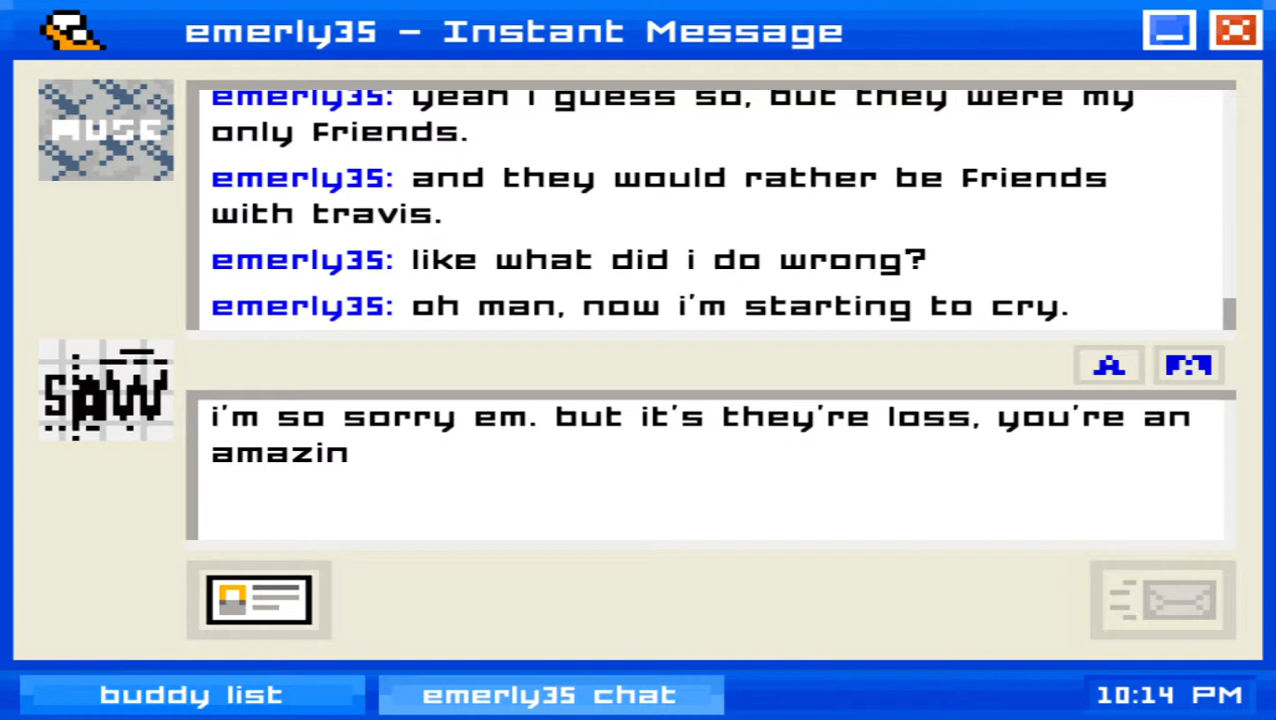 emerly35 - Instant Message
MUSE
emerly35: yeah i guess so, but they were my
only friends.
emerly35: and they would rather be friends
with travis.
emerly35: like what did i do wrong?
emerly35: oh man, now i'm starting to cry.
A
SAW
i'm so sorry em. but it's they're loss, you're an
amazin
buddy list
emerly35 chat
10:14 PM